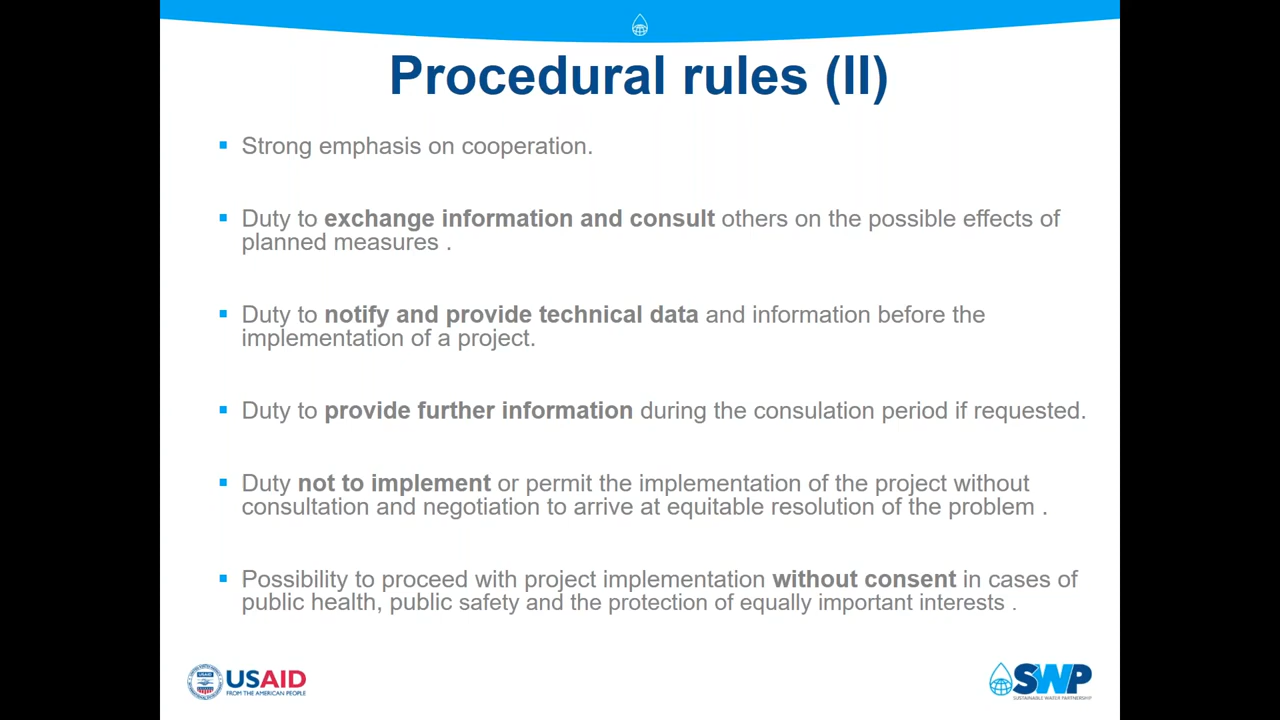 Procedural rules (II)
Strong emphasis on cooperation.
Duty to exchange information and consult others on the possible effects of
planned measures .
Duty to notify and provide technical data and information before the
implementation of a project.
Duty to provide further information during the consulation period if requested.
Duty not to implement or permit the implementation of the project without
consultation and negotiation to arrive at equitable resolution of the problem .
Possibility to proceed with project implementation without consent in cases of
public health, public safety and the protection of equally important interests .
USAID
FROM THE AMERICAN PEOPLE
SWP
SUSTAINABLE WATER PARTNERSHIP